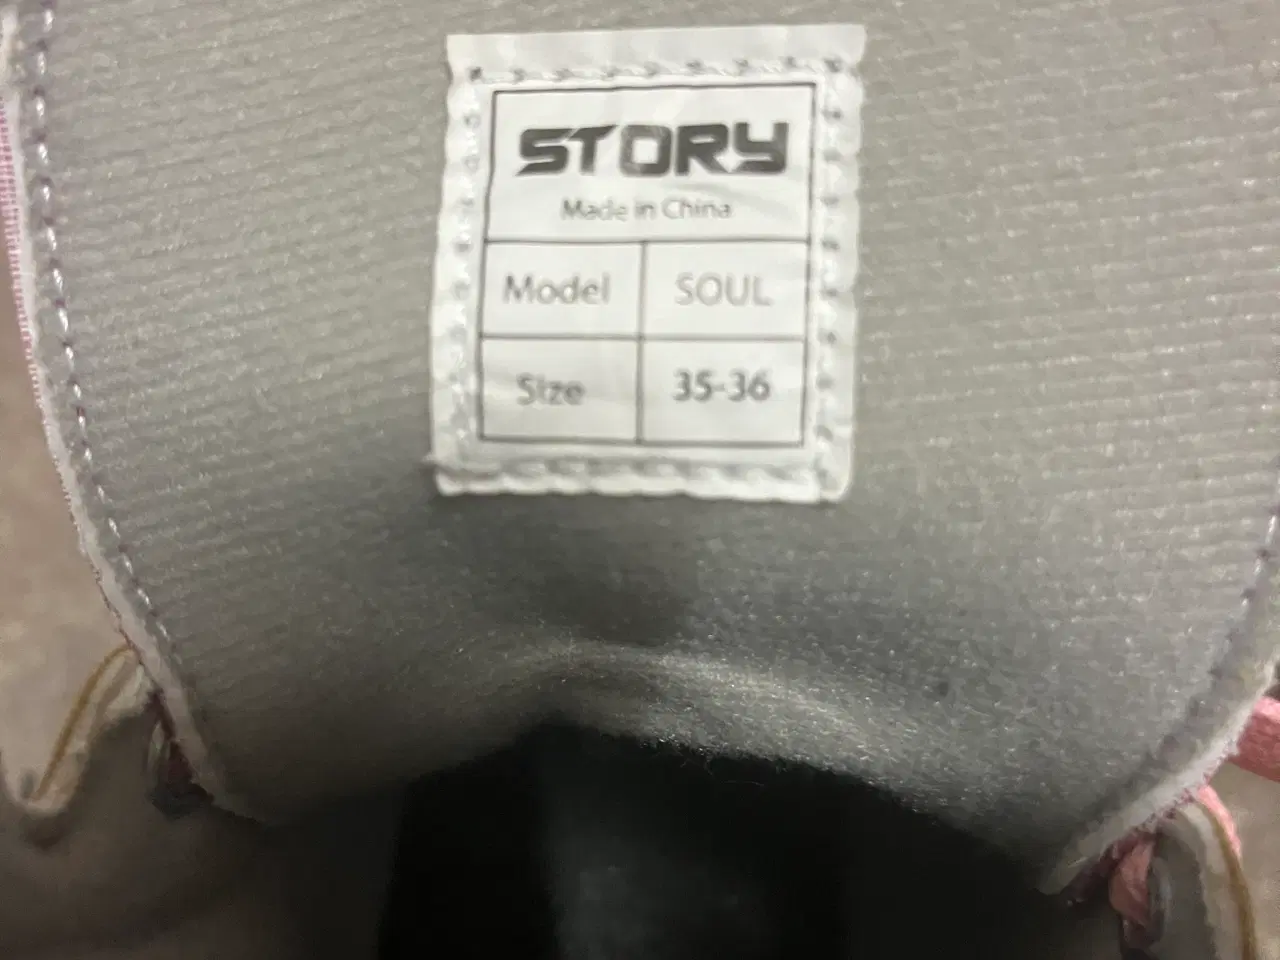 STORY
Made in China
Model SOUL
Size 35-36